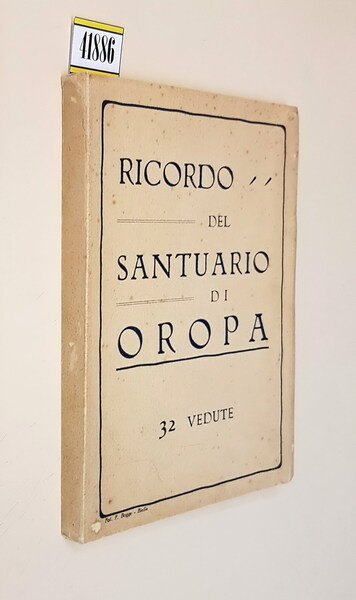 41886
RICORDO
DEL
SANTUARIO
DI
OROPA
32 VEDUTE